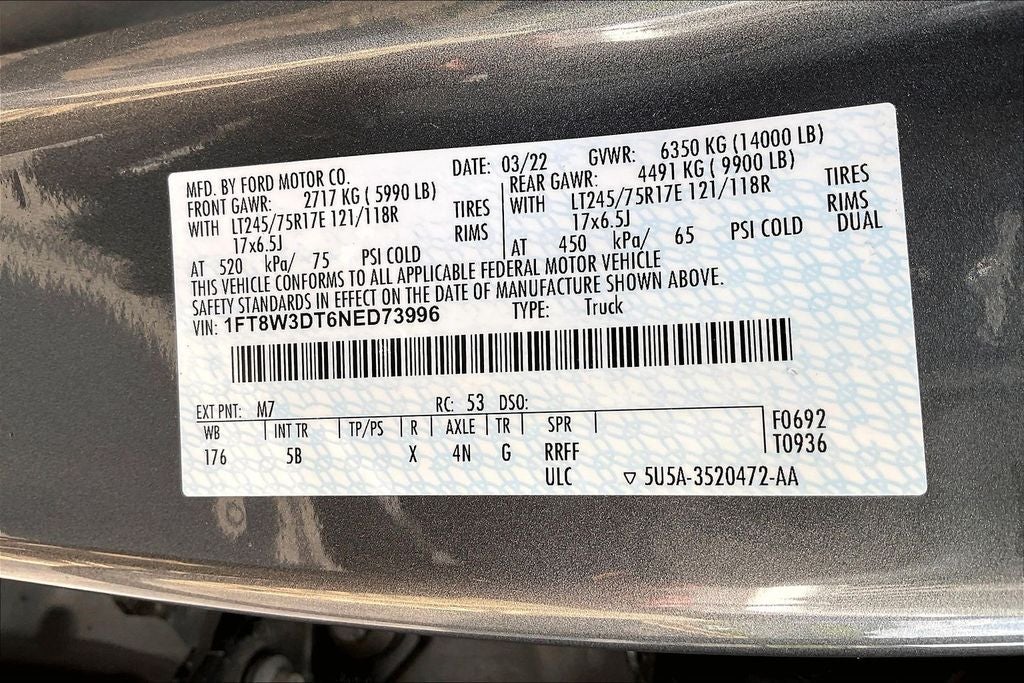 MFD. BY FORD MOTOR CO. DATE: 03/22 GVWR: 6350 KG (14000 LB)
FRONT GAWR: 2717 KG ( 5990 LB) REAR GAWR: 4491 KG ( 9900 LB)
WITH LT245/75R17E 121/118R TIRES WITH LT245/75R17E 121/118R TIRES
17x6.5J RIMS 17x6.5J RIMS
AT 520 kPa/ 75 PSI COLD AT 450 kPa/ 65 PSI COLD DUAL
THIS VEHICLE CONFORMS TO ALL APPLICABLE FEDERAL MOTOR VEHICLE
SAFETY STANDARDS IN EFFECT ON THE DATE OF MANUFACTURE SHOWN ABOVE.
VIN: 1FT8W3DT6NED73996 TYPE: Truck
EXT PNT: M7 RC: 53 DSO:
WB INT TR TP/PS R AXLE TR SPR F0692
176 5B X 4N G RRFF T0936
ULC ▽ 5U5A-3520472-AA